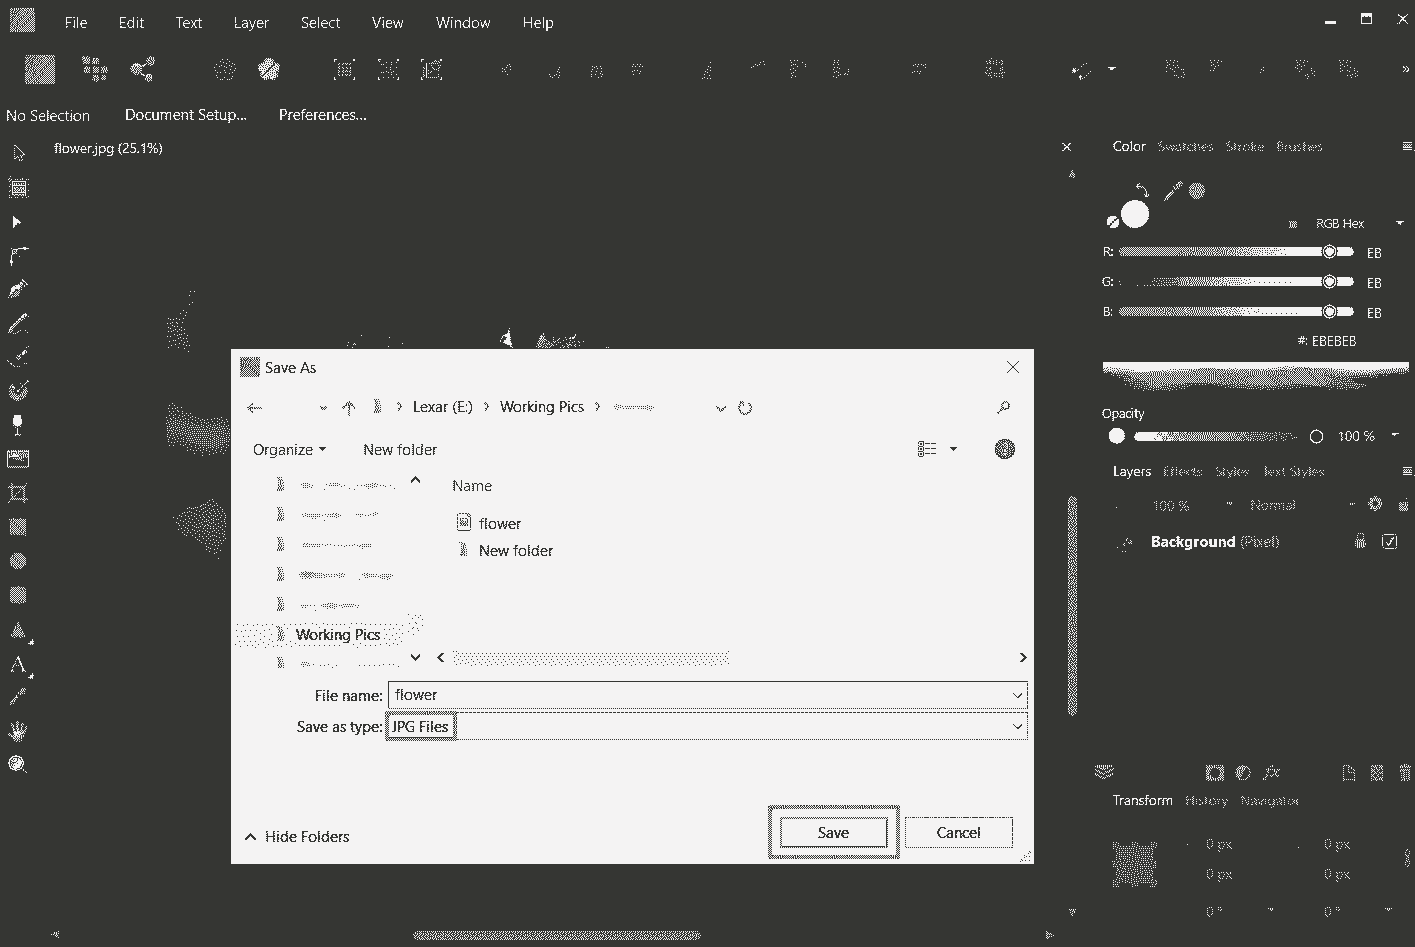 File Edit Text Layer Select View Window Help
No Selection Document Setup... Preferences...
flower.jpg (25.1%)
Color Swatches Stroke Brushes
RGB Hex
R: EB
G: EB
B: EB
#: EBEBEB
Opacity
100 %
Layers Effects Styles Text Styles
100 % Normal
Background (Pixel)
Save As
Lexar (E:) Working Pics
Organize New folder
Name
flower
New folder
Working Pics
File name: flower
Save as type: JPG Files
Hide Folders
Save Cancel
Transform History Navigator
0 px 0 px
0 px 0 px
0 ° 0 °